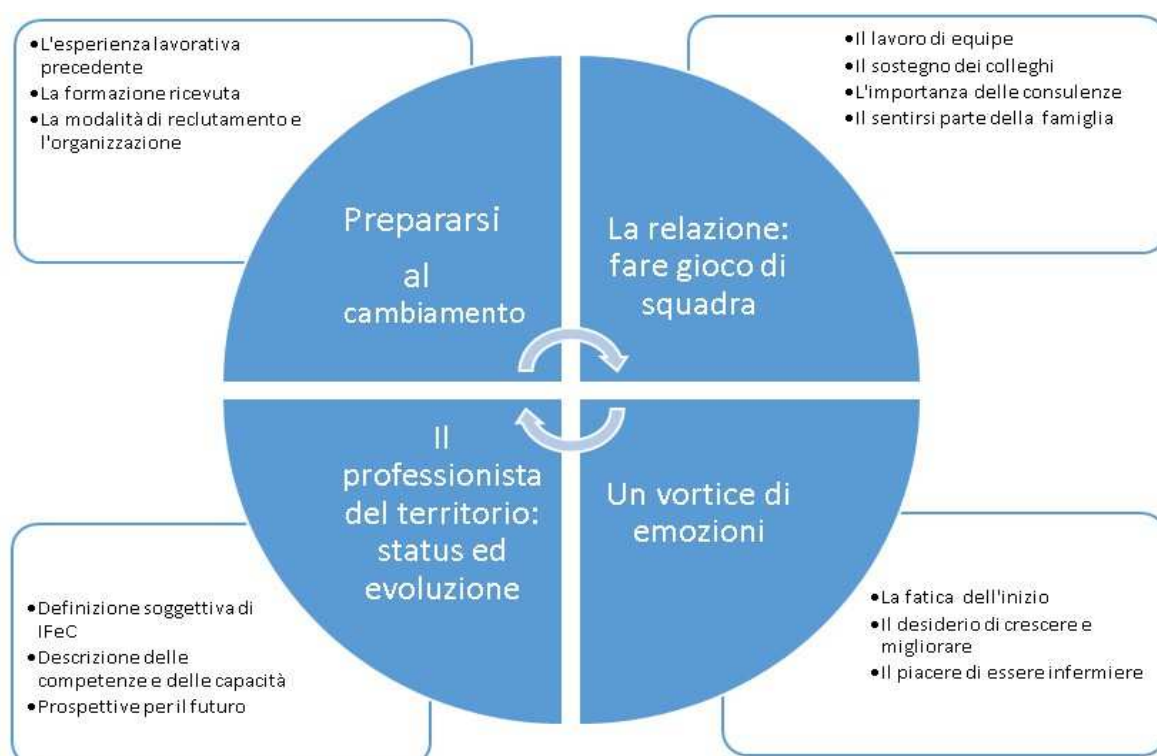 •L'esperienza lavorativa
precedente
•La formazione ricevuta
•La modalità di reclutamento e
l'organizzazione
•Il lavoro di equipe
•Il sostegno dei colleghi
•L'importanza delle consulenze
•Il sentirsi parte della famiglia
Prepararsi
al
cambiamento
La relazione:
fare gioco di
squadra
Il
professionista
del territorio:
status ed
evoluzione
Un vortice di
emozioni
•Definizione soggettiva di
IFeC
•Descrizione delle
competenze e delle capacità
•Prospettive per il futuro
•La fatica dell'inizio
•Il desiderio di crescere e
migliorare
•Il piacere di essere infermiere